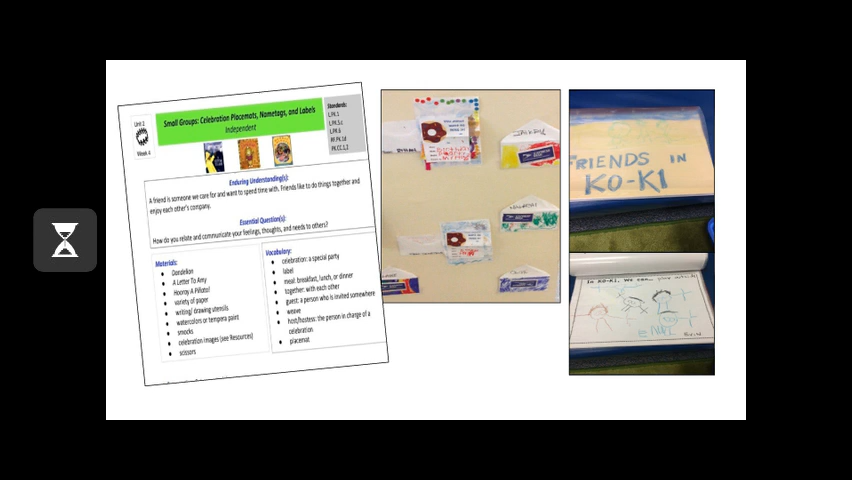 Unit 2
Week 4
Small Groups: Celebration Placemats, Nametags, and Labels
Independent
Standards:
L.PK.1
L.PK.5.c
L.PK.6
RF.PK.1d
PK.CC.1.2
Enduring Understanding(s):
A friend is someone we care for and want to spend time with. Friends like to do things together and
enjoy each other's company.
Essential Question(s):
How do you relate and communicate your feelings, thoughts, and needs to others?
Materials:
Dandelion
A Letter To Amy
Hooray A Piñata!
variety of paper
writing/ drawing utensils
watercolors or tempera paint
smocks
celebration images (see Resources)
scissors
Vocabulary:
celebration: a special party
label
meal: breakfast, lunch, or dinner
together: with each other
guest: a person who is invited somewhere
weave
host/hostess: the person in charge of a
celebration
placemat
FRIENDS IN
KO-KI
In KO-KI, we can